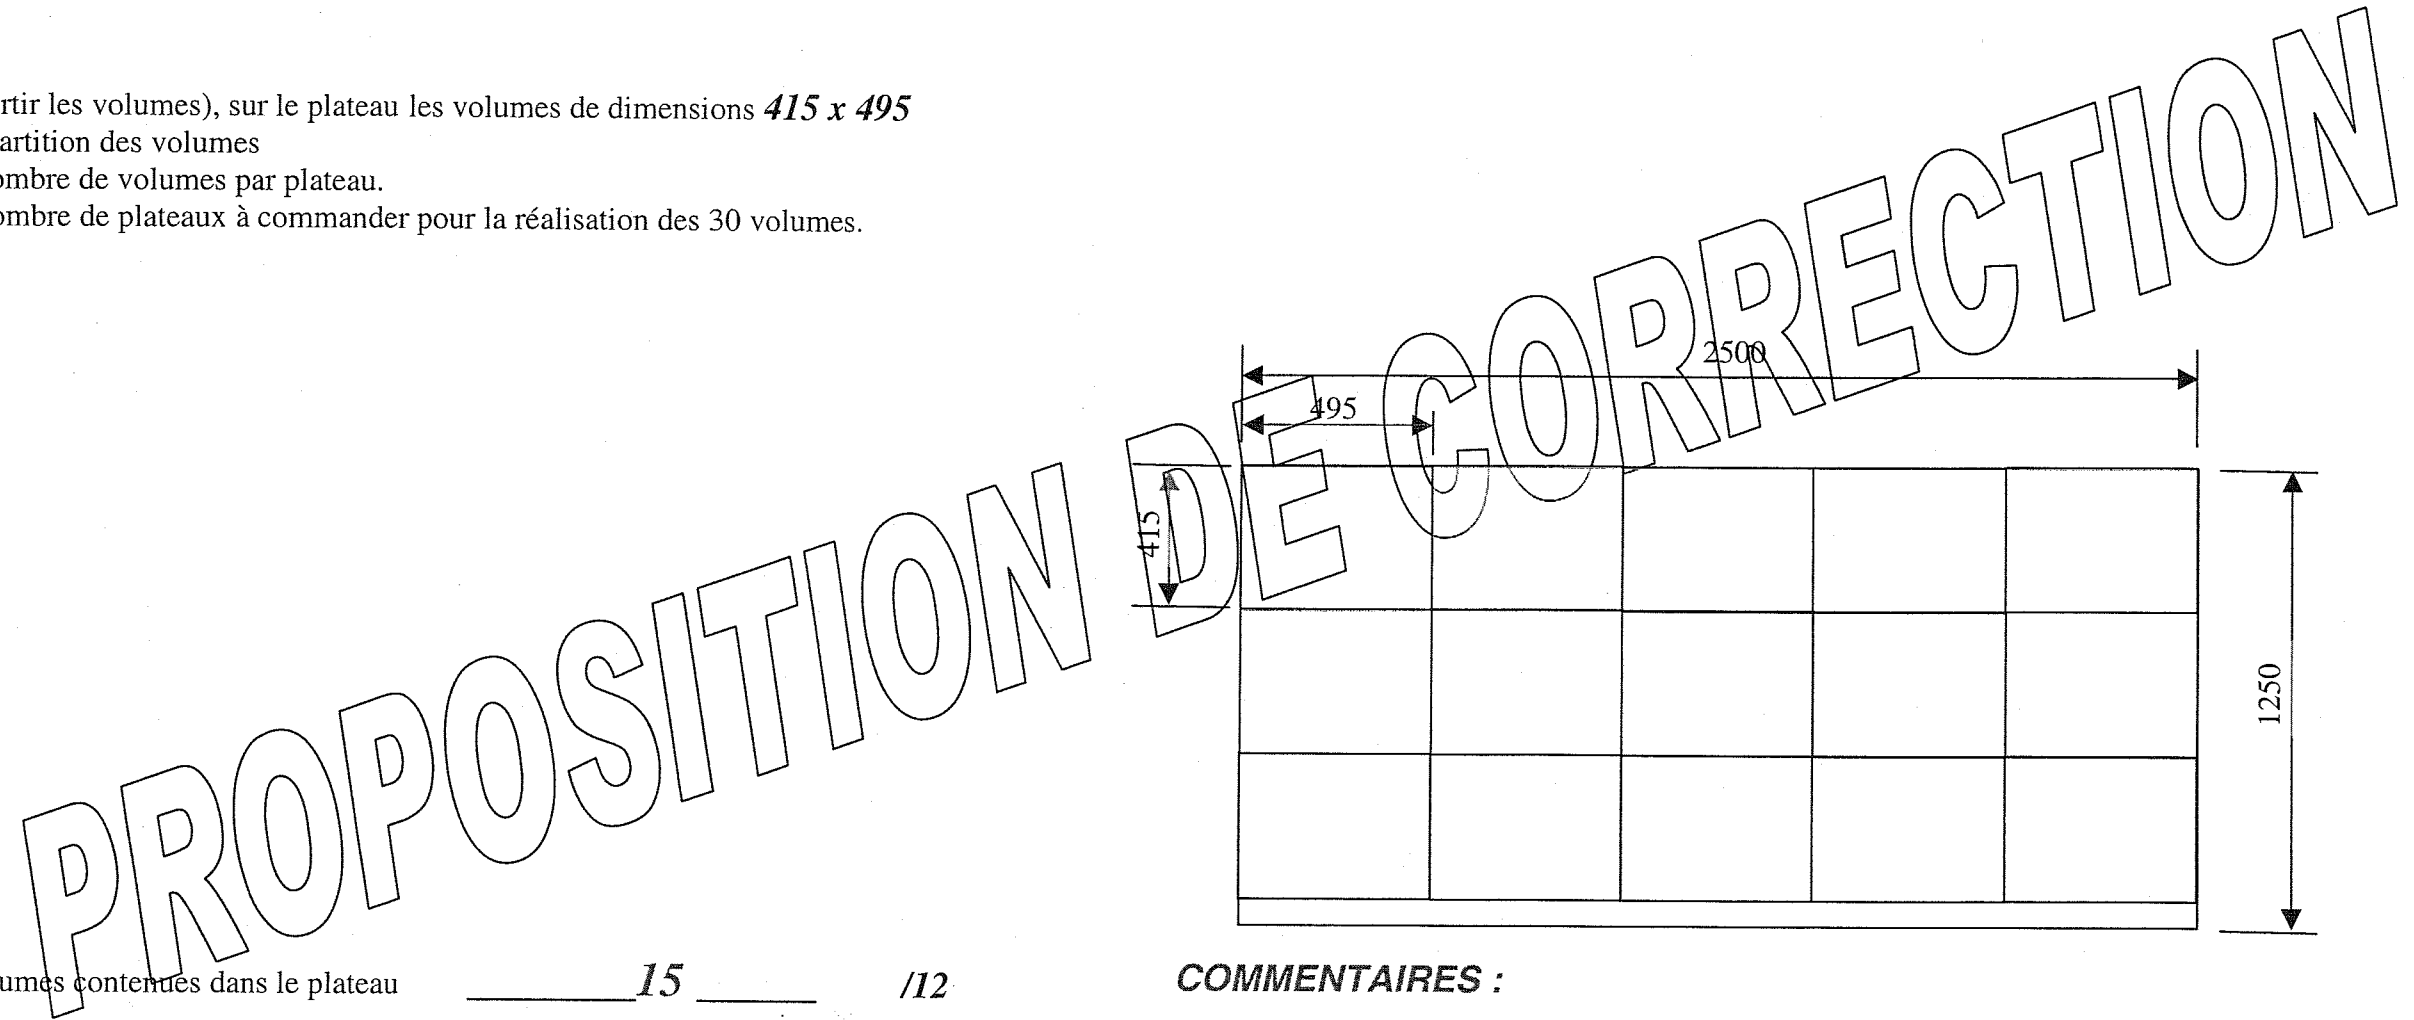 rtir les volumes), sur le plateau les volumes de dimensions 415 x 495
artition des volumes
ombre de volumes par plateau.
ombre de plateaux à commander pour la réalisation des 30 volumes.
PROPOSITION DE CORRECTION
2500
495
415
1250
umes contenues dans le plateau 15 /12
COMMENTAIRES :